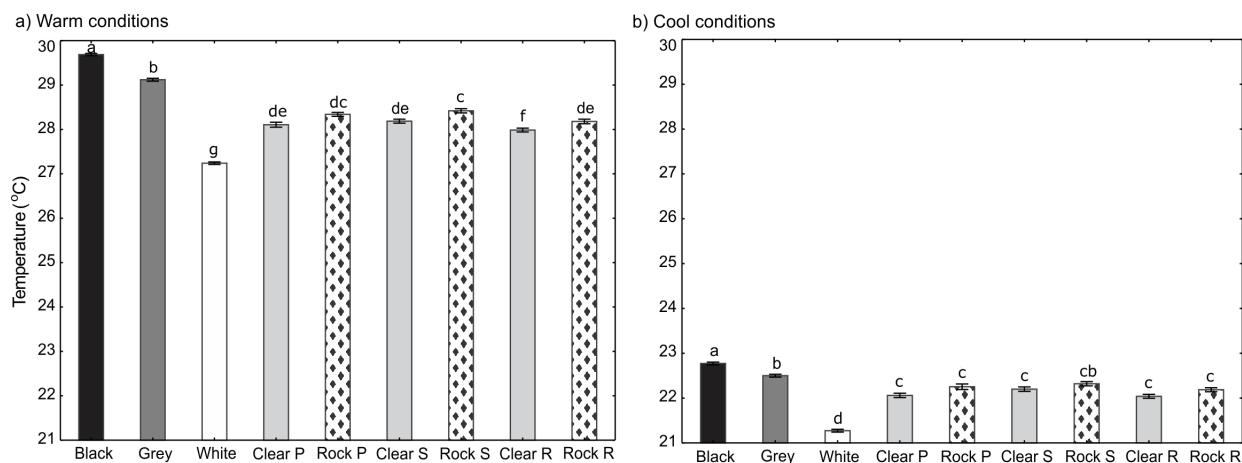 a) Warm conditions
Temperature (°C)
30
29
28
27
26
25
24
23
22
21
a
b
g
de
dc
de
c
f
de
Black Grey White Clear P Rock P Clear S Rock S Clear R Rock R
b) Cool conditions
30
29
28
27
26
25
24
23
22
21
a
b
d
c
c
c
cb
c
c
Black Grey White Clear P Rock P Clear S Rock S Clear R Rock R